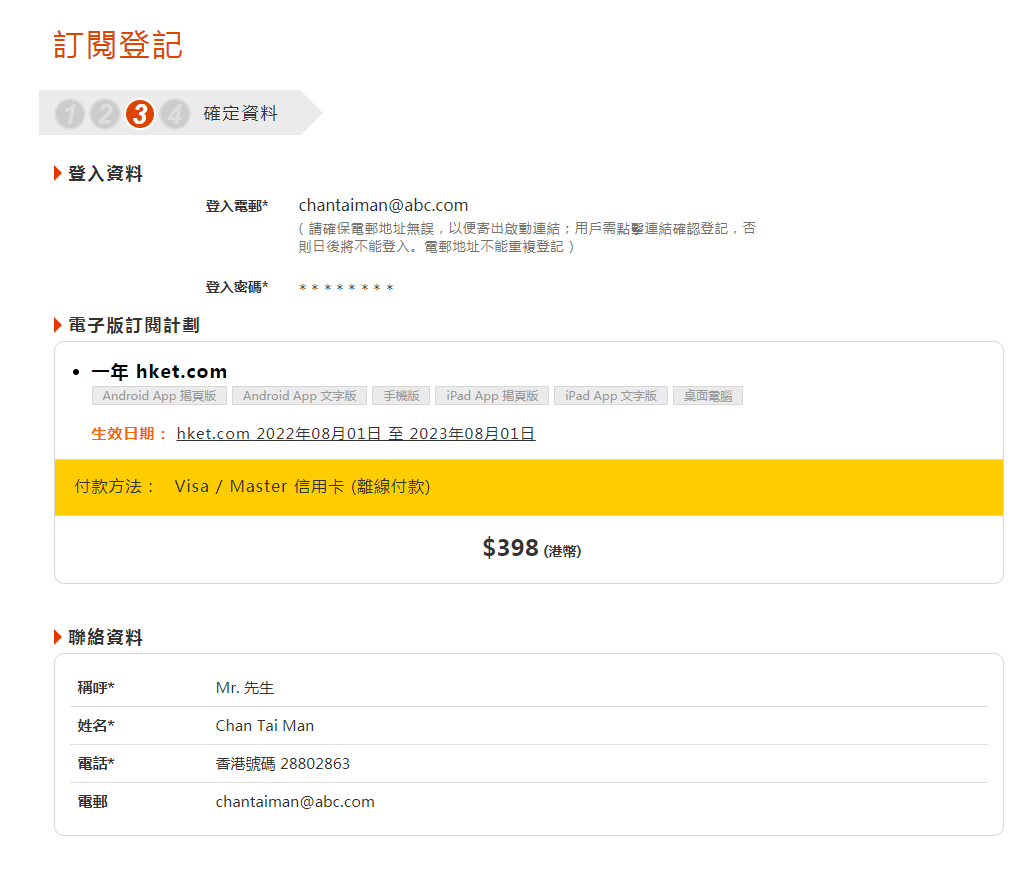 訂閱登記
1 2 3 4 確定資料
登入資料
登入電郵* chantaiman@abc.com
( 請確保電郵地址無誤，以便寄出啟動連結；用戶需點擊連結確認登記，否
則日後將不能登入。電郵地址不能重複登記 )
登入密碼* * * * * * * * *
電子版訂閱計劃
• 一年 hket.com
Android App 揭頁版 Android App 文字版 手機版 iPad App 揭頁版 iPad App 文字版 桌面電腦
生效日期： hket.com 2022年08月01日 至 2023年08月01日
付款方法： Visa / Master 信用卡 (離線付款)
$398 (港幣)
聯絡資料
稱呼* Mr. 先生
姓名* Chan Tai Man
電話* 香港號碼 28802863
電郵 chantaiman@abc.com